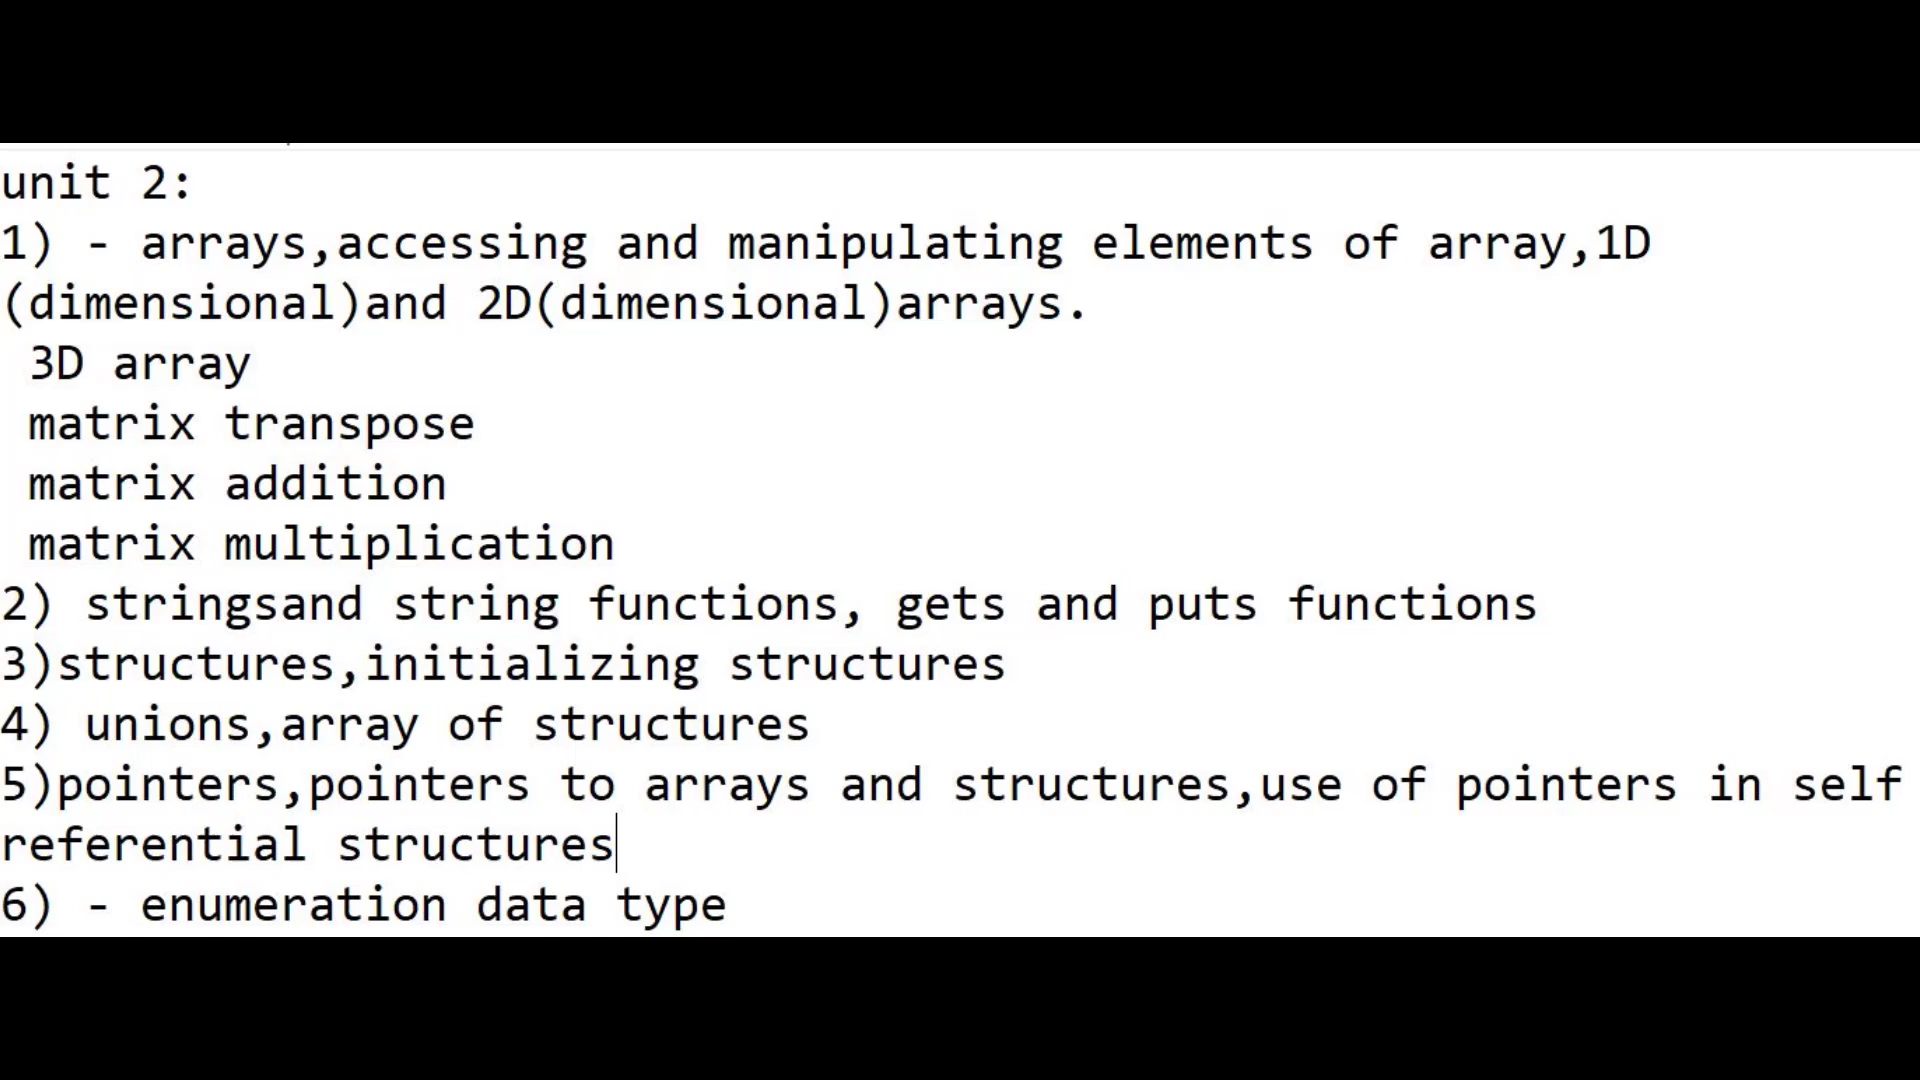 unit 2:
1) - arrays,accessing and manipulating elements of array,1D
(dimensional)and 2D(dimensional)arrays.
3D array
matrix transpose
matrix addition
matrix multiplication
2) stringsand string functions, gets and puts functions
3)structures,initializing structures
4) unions,array of structures
5)pointers,pointers to arrays and structures,use of pointers in self
referential structures
6) - enumeration data type